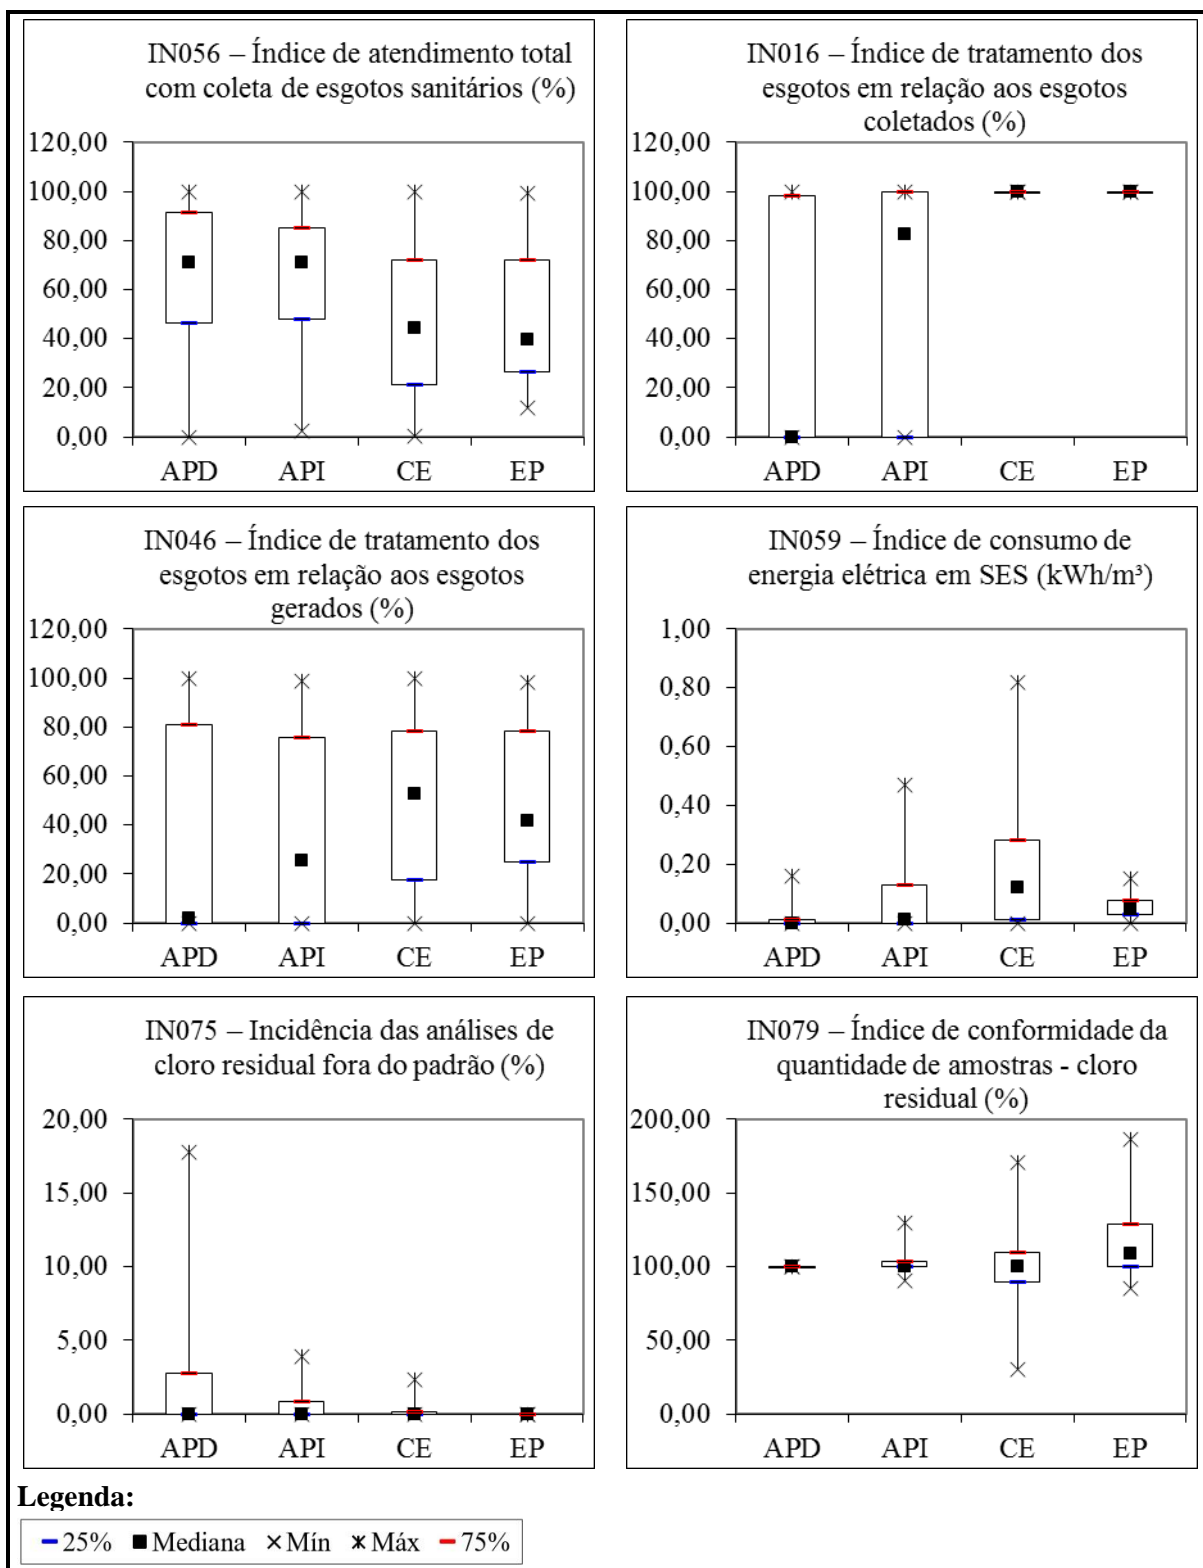 IN056 – Índice de atendimento total
com coleta de esgotos sanitários (%)
120,00
100,00
80,00
60,00
40,00
20,00
0,00
APD API CE EP
IN016 – Índice de tratamento dos
esgotos em relação aos esgotos
coletados (%)
120,00
100,00
80,00
60,00
40,00
20,00
0,00
APD API CE EP
IN046 – Índice de tratamento dos
esgotos em relação aos esgotos
gerados (%)
120,00
100,00
80,00
60,00
40,00
20,00
0,00
APD API CE EP
IN059 – Índice de consumo de
energia elétrica em SES (kWh/m³)
1,00
0,80
0,60
0,40
0,20
0,00
APD API CE EP
IN075 – Incidência das análises de
cloro residual fora do padrão (%)
20,00
15,00
10,00
5,00
0,00
APD API CE EP
IN079 – Índice de conformidade da
quantidade de amostras - cloro
residual (%)
200,00
150,00
100,00
50,00
0,00
APD API CE EP
Legenda:
25% Mediana Mín Máx 75%